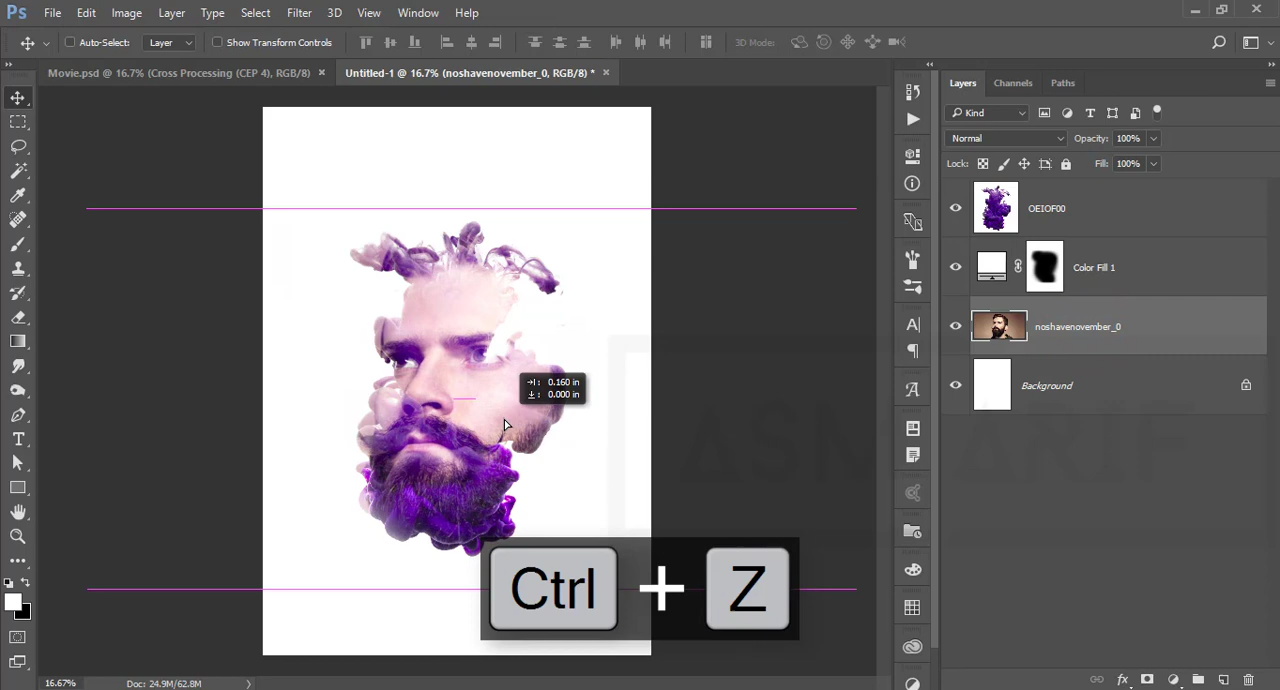 Ps File Edit Image Layer Type Select Filter 3D View Window Help
Auto-Select: Layer Show Transform Controls 3D Mode:
Movie.psd @ 16.7% (Cross Processing (CEP 4), RGB/8) × Untitled-1 @ 16.7% (noshavenovember_0, RGB/8) * ×
Layers Channels Paths
Kind
Normal Opacity: 100%
Lock: Fill: 100%
OEIOF00
Color Fill 1
noshavenovember_0
Background
0.160 in
0.000 in
Ctrl + Z
16.67% Doc: 24.9M/62.8M